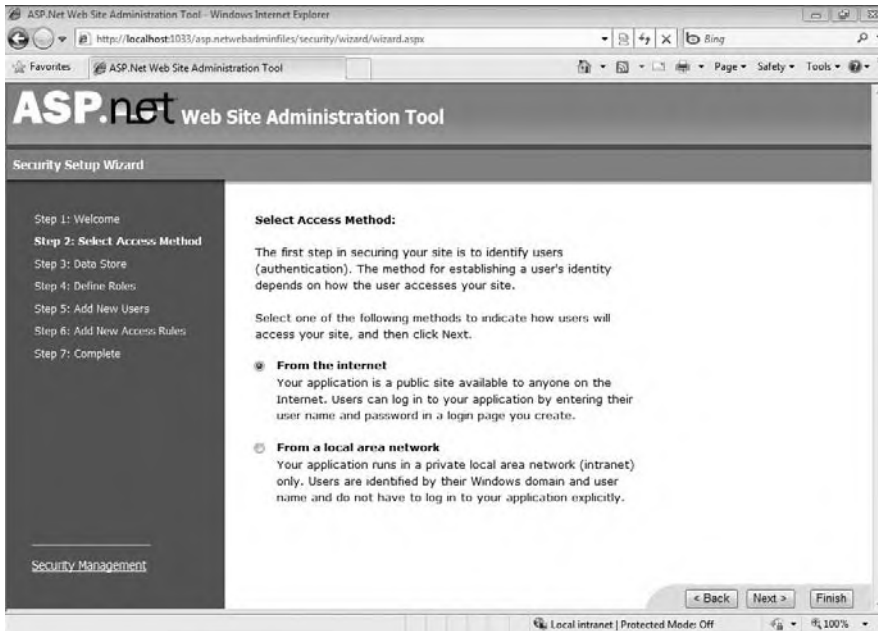 ASP.Net Web Site Administration Tool - Windows Internet Explorer
http://localhost:1033/asp.netwebadminfiles/security/wizard/wizard.aspx
Bing
Favorites
ASP.Net Web Site Administration Tool
Page
Safety
Tools
ASP.net Web Site Administration Tool
Security Setup Wizard
Step 1: Welcome
Step 2: Select Access Method
Step 3: Data Store
Step 4: Define Roles
Step 5: Add New Users
Step 6: Add New Access Rules
Step 7: Complete
Security Management
Select Access Method:
The first step in securing your site is to identify users
(authentication). The method for establishing a user's identity
depends on how the user accesses your site.
Select one of the following methods to indicate how users will
access your site, and then click Next.
From the internet
Your application is a public site available to anyone on the
Internet. Users can log in to your application by entering their
user name and password in a login page you create.
From a local area network
Your application runs in a private local area network (intranet)
only. Users are identified by their Windows domain and user
name and do not have to log in to your application explicitly.
< Back
Next >
Finish
Local intranet | Protected Mode: Off
100%